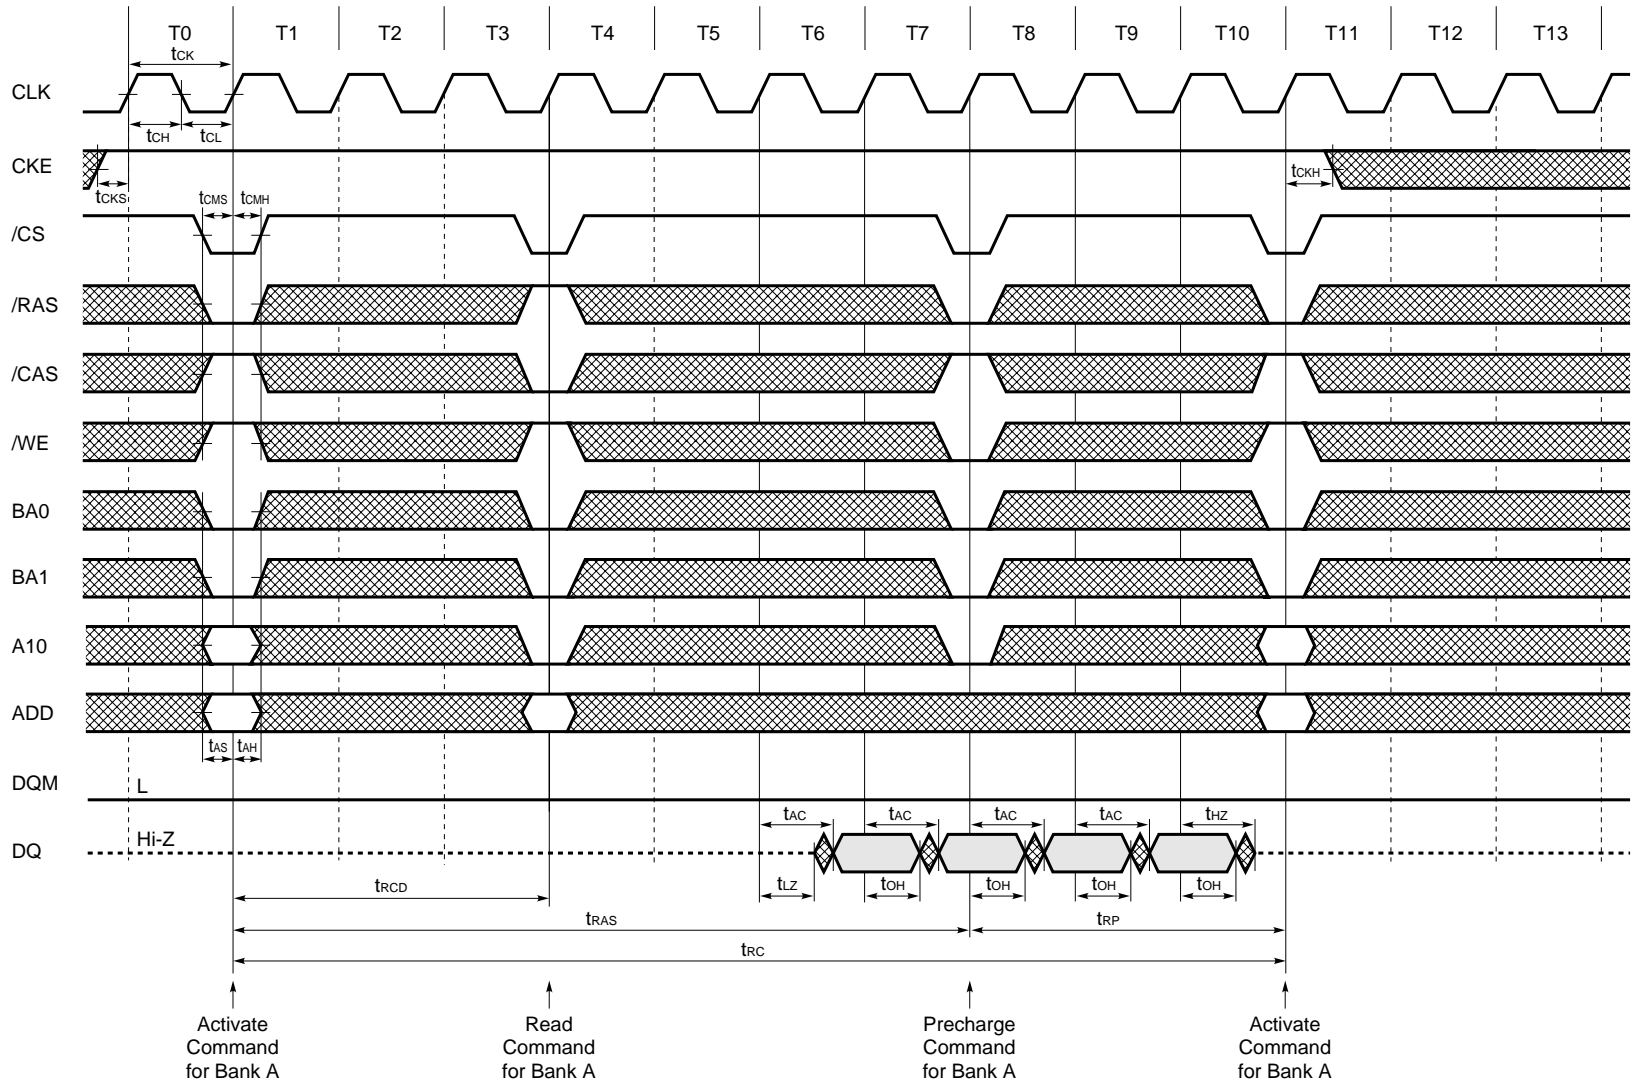 T0 T1 T2 T3 T4 T5 T6 T7 T8 T9 T10 T11 T12 T13
tCK
CLK
tCH tCL
CKE
tCKS tCMS tCMH tCKH
/CS
/RAS
/CAS
/WE
BA0
BA1
A10
ADD
tAS tAH
DQM L
tAC tAC tAC tAC tHZ
DQ Hi-Z
tLZ tOH tOH tOH tOH
tRCD
tRAS tRP
tRC
Activate
Command
for Bank A
Read
Command
for Bank A
Precharge
Command
for Bank A
Activate
Command
for Bank A